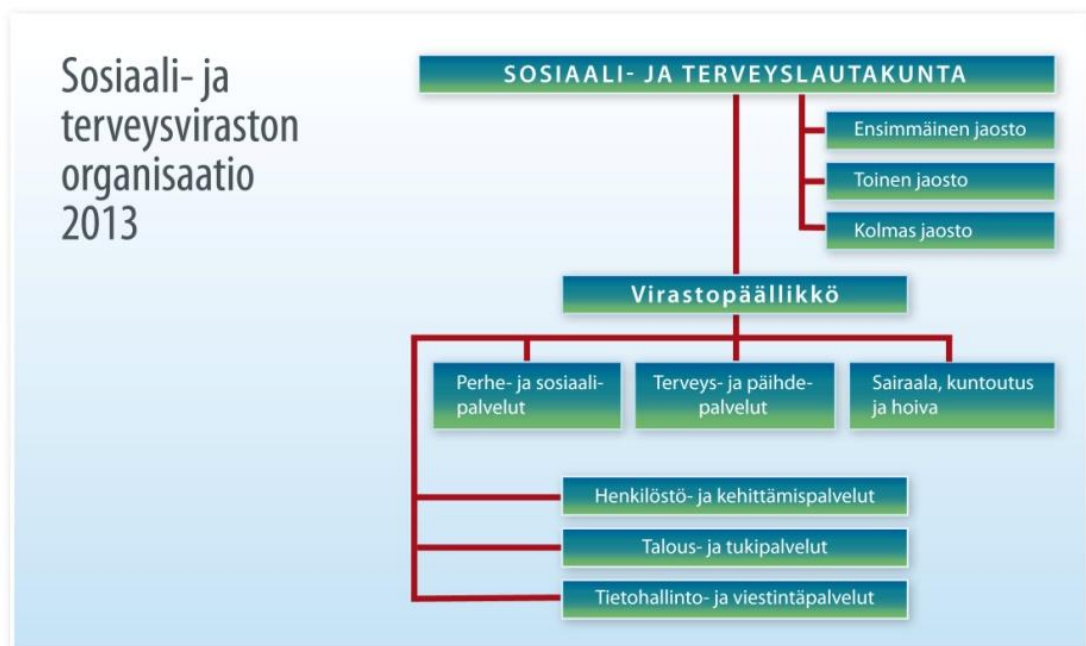 Sosiaali- ja
terveysviraston
organisaatio
2013
SOSIAALI- JA TERVEYSLAUTAKUNTA
Ensimmäinen jaosto
Toinen jaosto
Kolmas jaosto
Virastopäällikkö
Perhe- ja sosiaali-
palvelut
Terveys- ja päihde-
palvelut
Sairaala, kuntoutus
ja hoiva
Henkilöstö- ja kehittämispalvelut
Talous- ja tukipalvelut
Tietohallinto- ja viestintäpalvelut